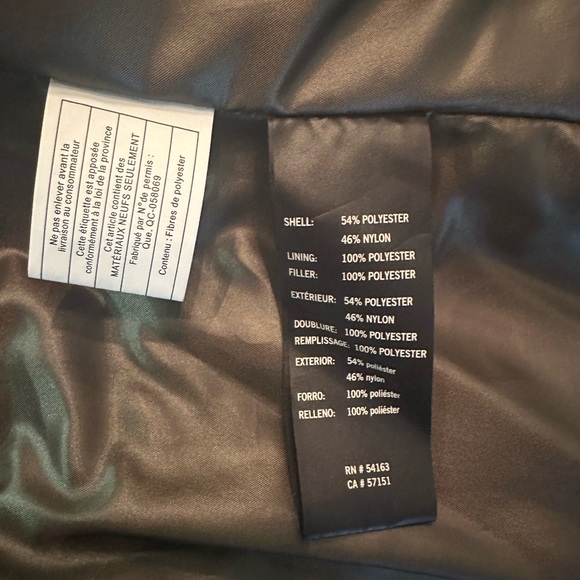 Ne pas enlever avant la
livraison au consommateur
Cette étiquette est apposée
conformément à la loi de la province
Cet article contient des
MATÉRIAUX NEUFS SEULEMENT
Fabriqué par N°de permis :
Que. QC-058069
Contenu : Fibres de polyester
SHELL: 54% POLYESTER
46% NYLON
LINING: 100% POLYESTER
FILLER: 100% POLYESTER
EXTÉRIEUR: 54% POLYESTER
46% NYLON
DOUBLURE: 100% POLYESTER
REMPLISSAGE: 100% POLYESTER
EXTERIOR: 54% poliéster
46% nylon
FORRO: 100% poliéster
RELLENO: 100% poliéster
RN # 54163
CA # 57151